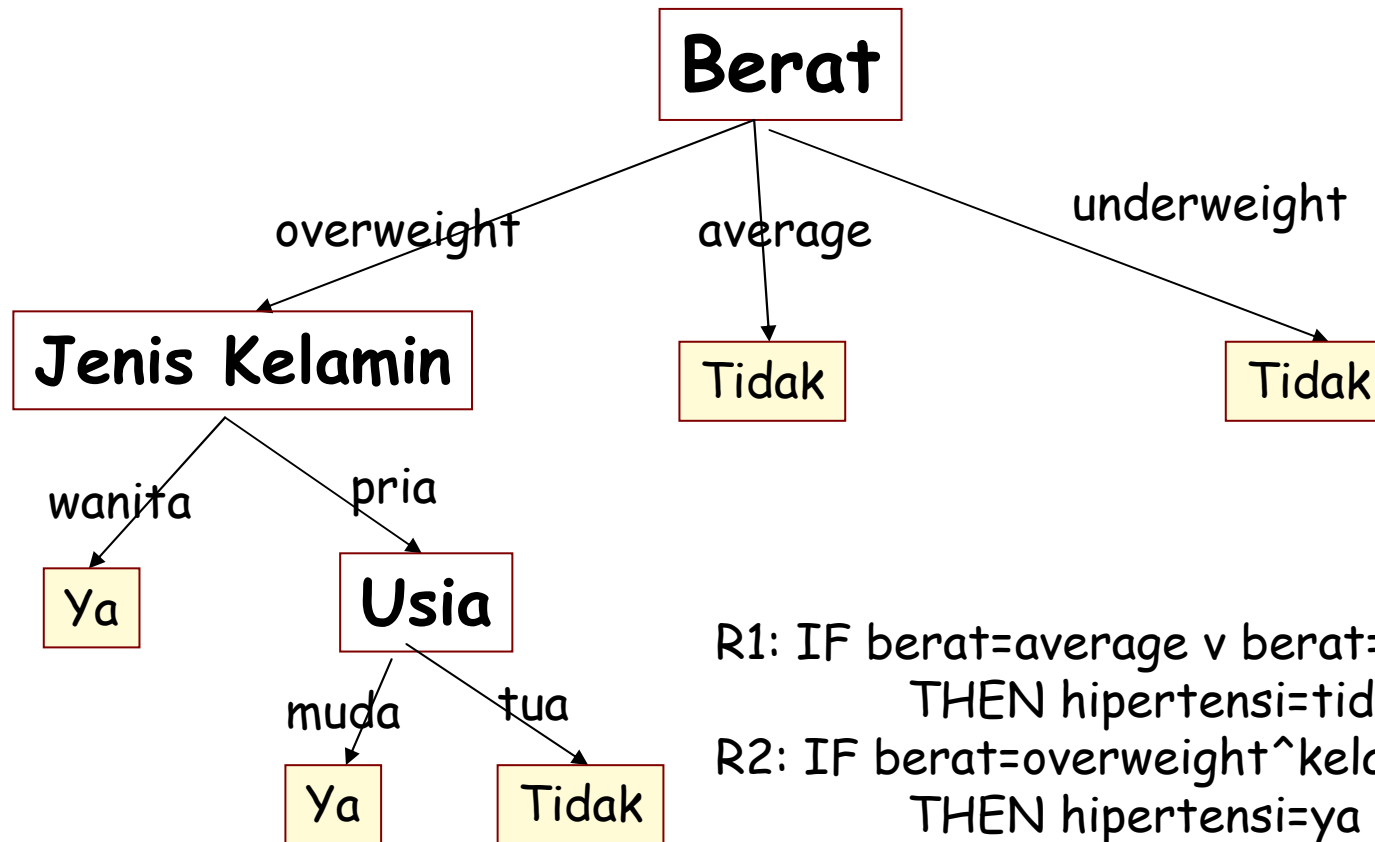 Berat
overweight
average
underweight
Jenis Kelamin
Tidak
Tidak
wanita
pria
Ya
Usia
muda
tua
Ya
Tidak
R1: IF berat=average v berat=
THEN hipertensi=tid
R2: IF berat=overweight^kela
THEN hipertensi=ya